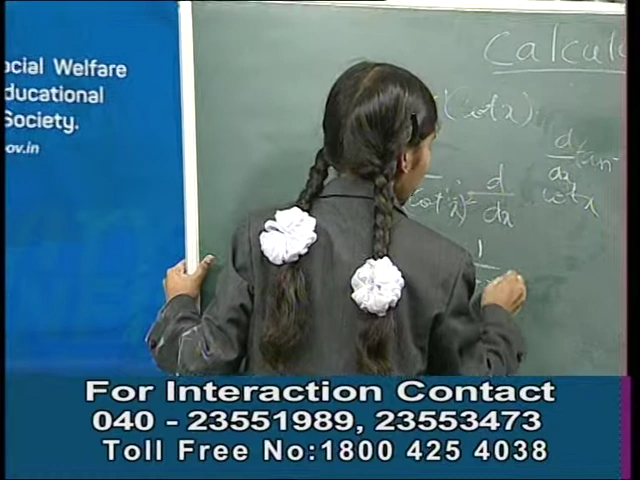 ocial Welfare
ducational
Society.
ov.in
Calcul
(cot x)
d
dx
d
dx
cot x
1
For Interaction Contact
040 - 23551989, 23553473
Toll Free No:1800 425 4038